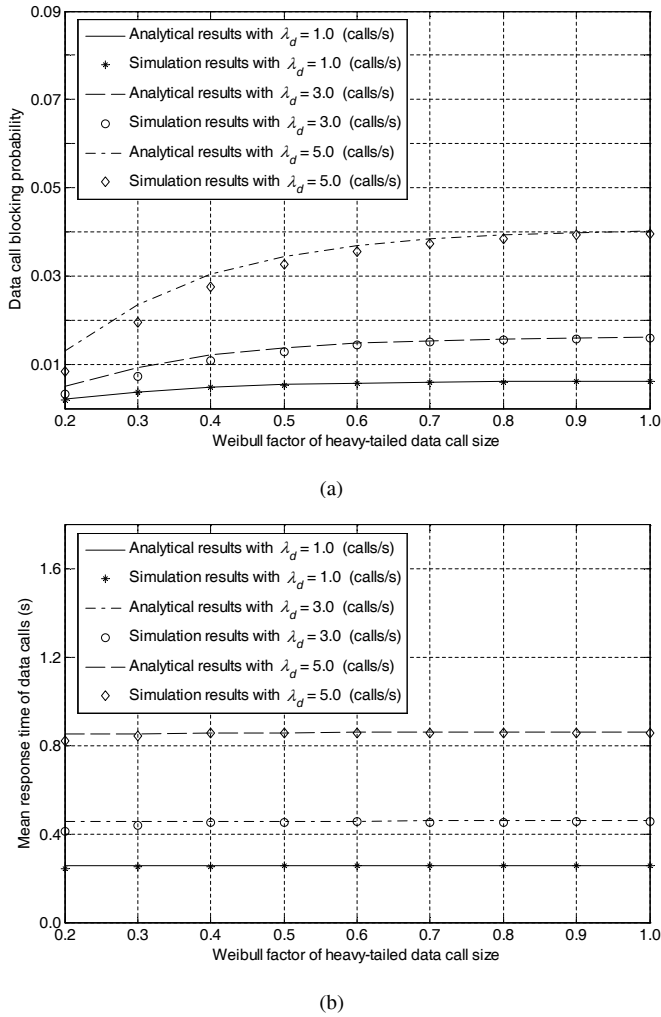 0.09
0.07
0.05
0.03
0.01
Data call blocking probability
Analytical results with λd = 1.0 (calls/s)
Simulation results with λd = 1.0 (calls/s)
Analytical results with λd = 3.0 (calls/s)
Simulation results with λd = 3.0 (calls/s)
Analytical results with λd = 5.0 (calls/s)
Simulation results with λd = 5.0 (calls/s)
0.2 0.3 0.4 0.5 0.6 0.7 0.8 0.9 1.0
Weibull factor of heavy-tailed data call size
(a)
1.6
1.2
0.8
0.4
0.0
Mean response time of data calls (s)
Analytical results with λd = 1.0 (calls/s)
Simulation results with λd = 1.0 (calls/s)
Analytical results with λd = 3.0 (calls/s)
Simulation results with λd = 3.0 (calls/s)
Analytical results with λd = 5.0 (calls/s)
Simulation results with λd = 5.0 (calls/s)
0.2 0.3 0.4 0.5 0.6 0.7 0.8 0.9 1.0
Weibull factor of heavy-tailed data call size
(b)